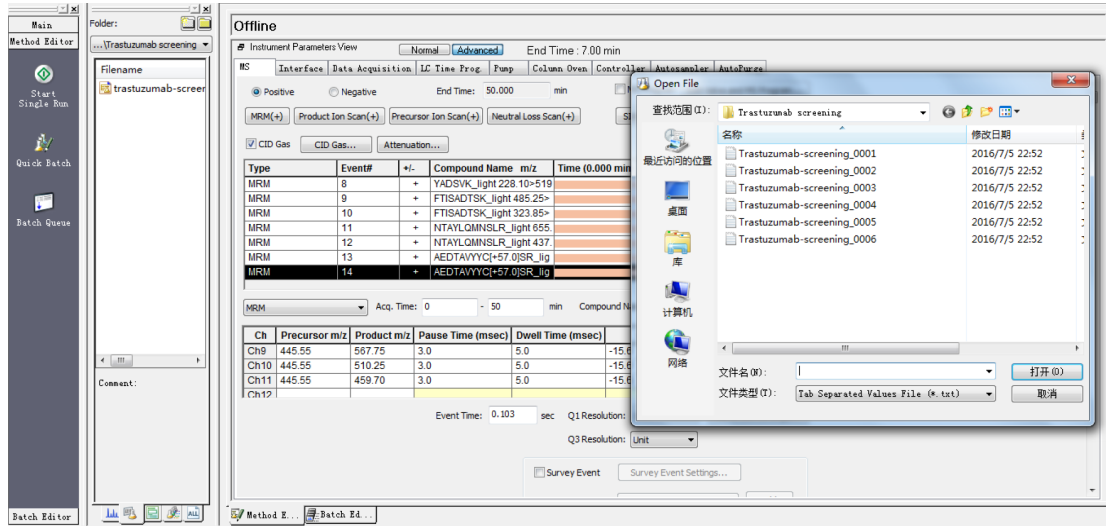 Main
Method Editor
Start
Single Run
Quick Batch
Batch Queue
Batch Editor
Folder:
...\Trastuzumab screening
Filename
trastuzumab-screer
Comment:
Offline
Instrument Parameters View
Normal
Advanced
End Time : 7.00 min
MS Interface Data Acquisition LC Time Prog. Pump Column Oven Controller Autosampler AutoPurge
Positive Negative End Time: 50.000 min
MRM(+) Product Ion Scan(+) Precursor Ion Scan(+) Neutral Loss Scan(+)
CID Gas CID Gas... Attenuation...
Type Event# +/- Compound Name m/z Time (0.000 min
MRM 8 + YADSVK_light 228.10>519
MRM 9 + FTISADTSK_light 485.25>
MRM 10 + FTISADTSK_light 323.85>
MRM 11 + NTAYLQMNSLR_light 655.
MRM 12 + NTAYLQMNSLR_light 437.
MRM 13 + AEDTAVYYC[+57.0]SR_lig
MRM 14 + AEDTAVYYC[+57.0]SR_lig
MRM Acq. Time: 0 - 50 min Compound N
Ch Precursor m/z Product m/z Pause Time (msec) Dwell Time (msec)
Ch9 445.55 567.75 3.0 5.0 -15.6
Ch10 445.55 510.25 3.0 5.0 -15.6
Ch11 445.55 459.70 3.0 5.0 -15.6
Ch12
Event Time: 0.103 sec Q1 Resolution:
Q3 Resolution: Unit
Survey Event Survey Event Settings...
Method E... Batch Ed...
Open File
查找范围(I): Trastuzumab screening
最近访问的位置
桌面
库
计算机
网络
名称 修改日期
Trastuzumab-screening_0001 2016/7/5 22:52
Trastuzumab-screening_0002 2016/7/5 22:52
Trastuzumab-screening_0003 2016/7/5 22:52
Trastuzumab-screening_0004 2016/7/5 22:52
Trastuzumab-screening_0005 2016/7/5 22:52
Trastuzumab-screening_0006 2016/7/5 22:52
文件名(N): 打开(O)
文件类型(T): Tab Separated Values File (*.txt) 取消